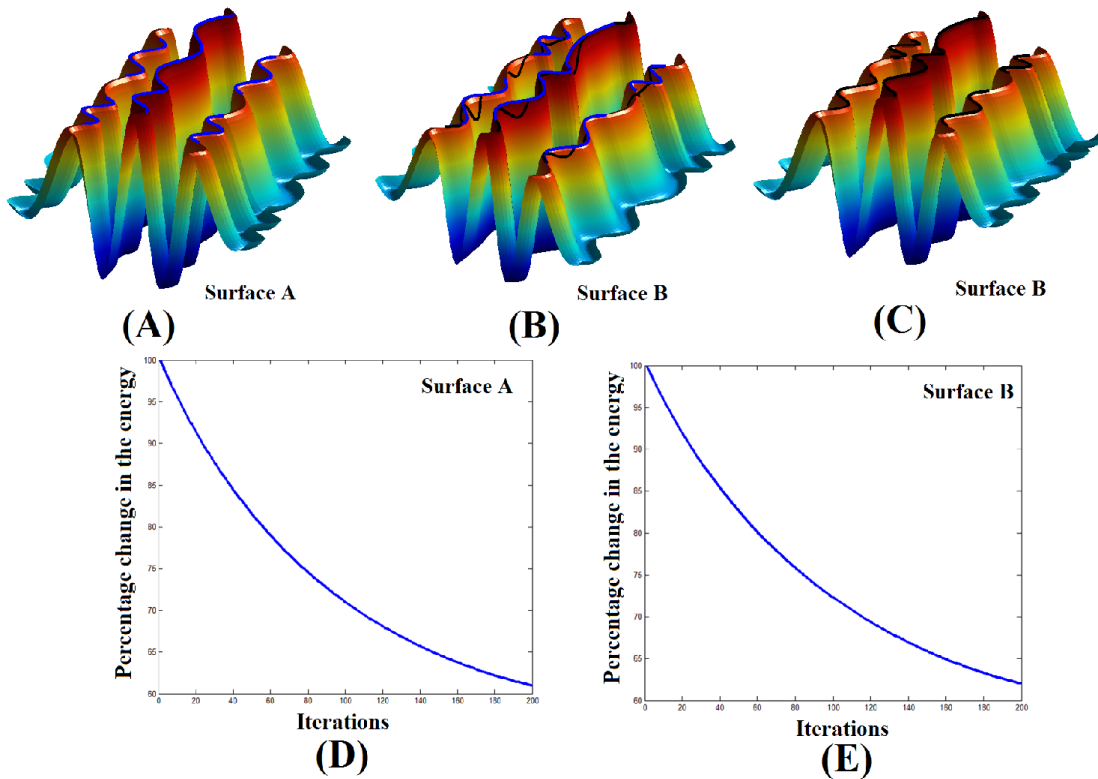 Surface A
Surface B
Surface B
(A)
(B)
(C)
Percentage change in the energy
100
95
90
85
80
75
70
65
60
Surface A
0 20 40 60 80 100 120 140 160 180 200
Iterations
(D)
Percentage change in the energy
100
95
90
85
80
75
70
65
60
Surface B
0 20 40 60 80 100 120 140 160 180 200
Iterations
(E)